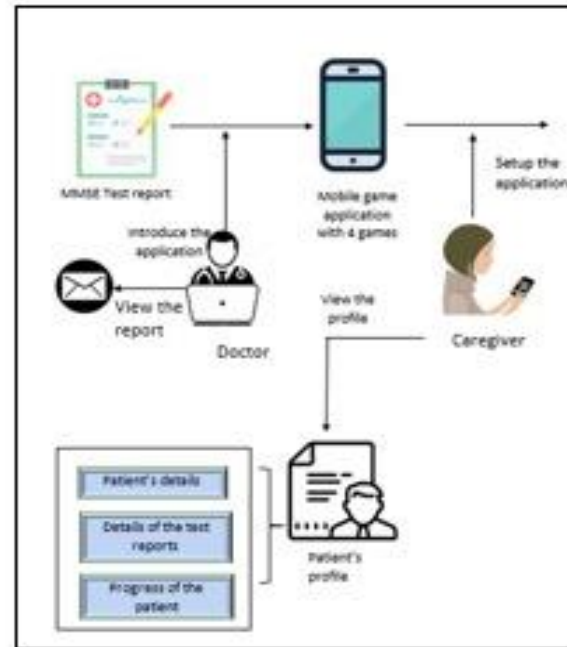 MMSE Test report
Mobile game
application
with 4 games
Setup the
application
Introduce the
application
View the
report
Doctor
View the
profile
Caregiver
Patient's details
Details of the test
reports
Progress of the
patient
Patient's
profile